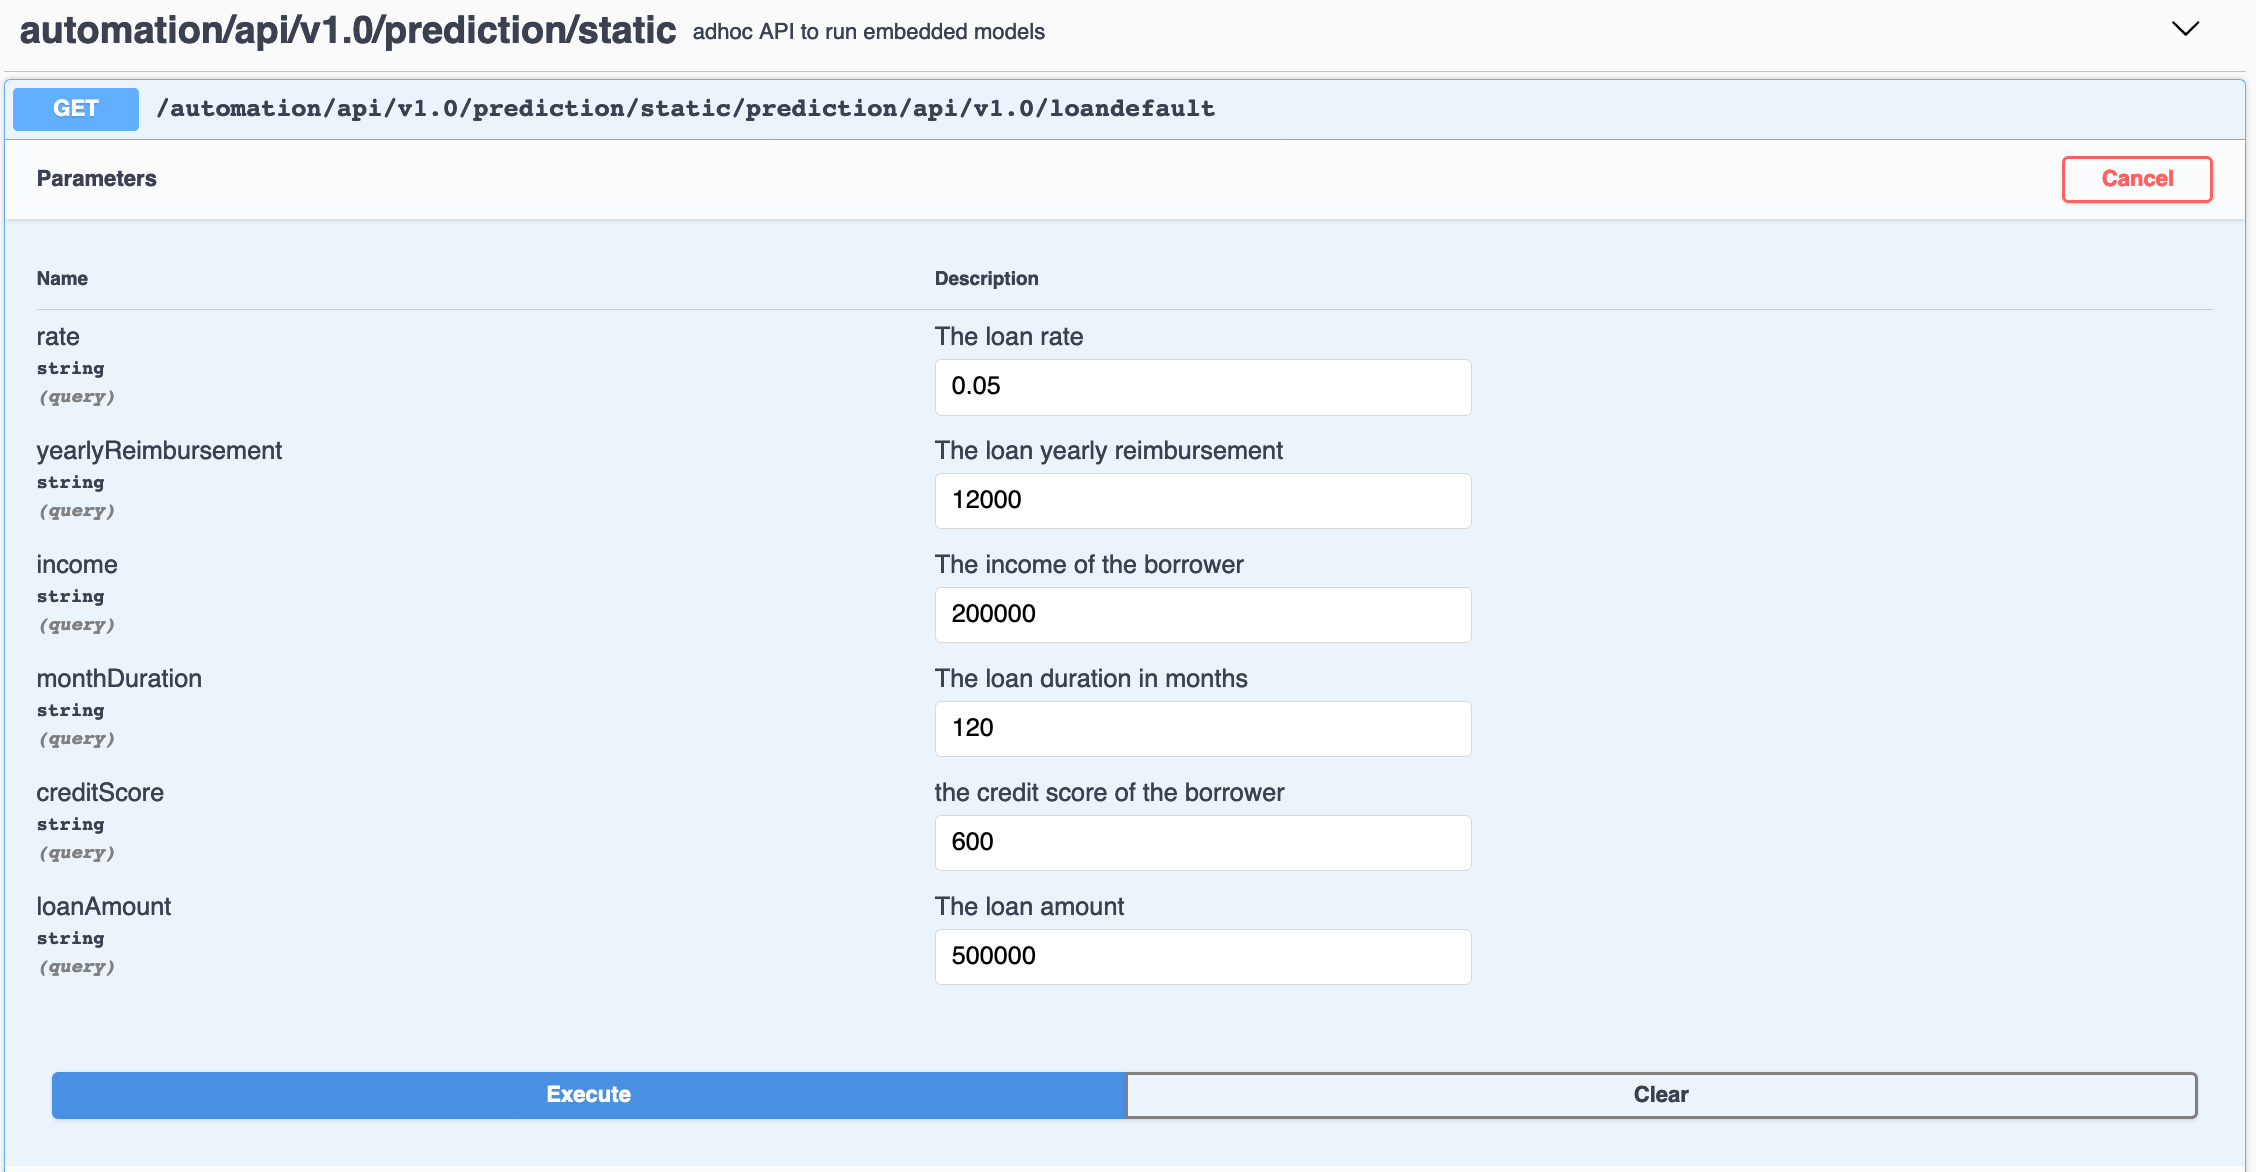 automation/api/v1.0/prediction/static adhoc API to run embedded models
GET /automation/api/v1.0/prediction/static/prediction/api/v1.0/loandefault
Parameters Cancel
Name Description
rate The loan rate
string
(query)
0.05
yearlyReimbursement The loan yearly reimbursement
string
(query)
12000
income The income of the borrower
string
(query)
200000
monthDuration The loan duration in months
string
(query)
120
creditScore the credit score of the borrower
string
(query)
600
loanAmount The loan amount
string
(query)
500000
Execute Clear